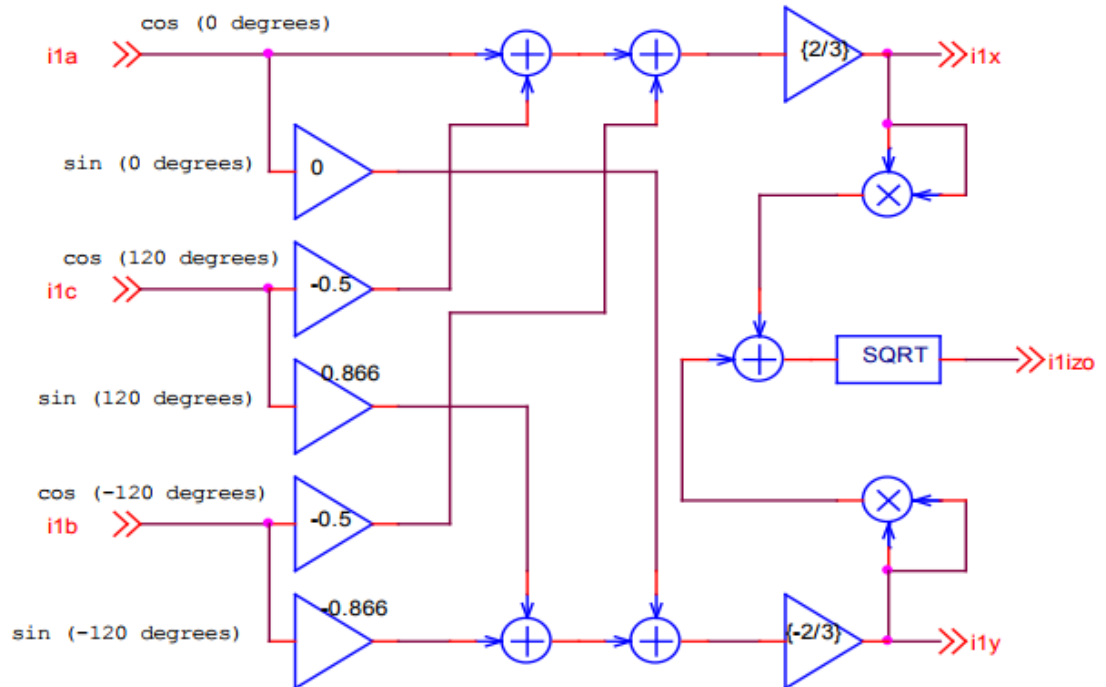 cos (0 degrees)
i1a
{2/3}
i1x
sin (0 degrees)
0
cos (120 degrees)
i1c
-0.5
SQRT
i1izo
0.866
sin (120 degrees)
cos (-120 degrees)
i1b
-0.5
-0.866
sin (-120 degrees)
{-2/3}
i1y